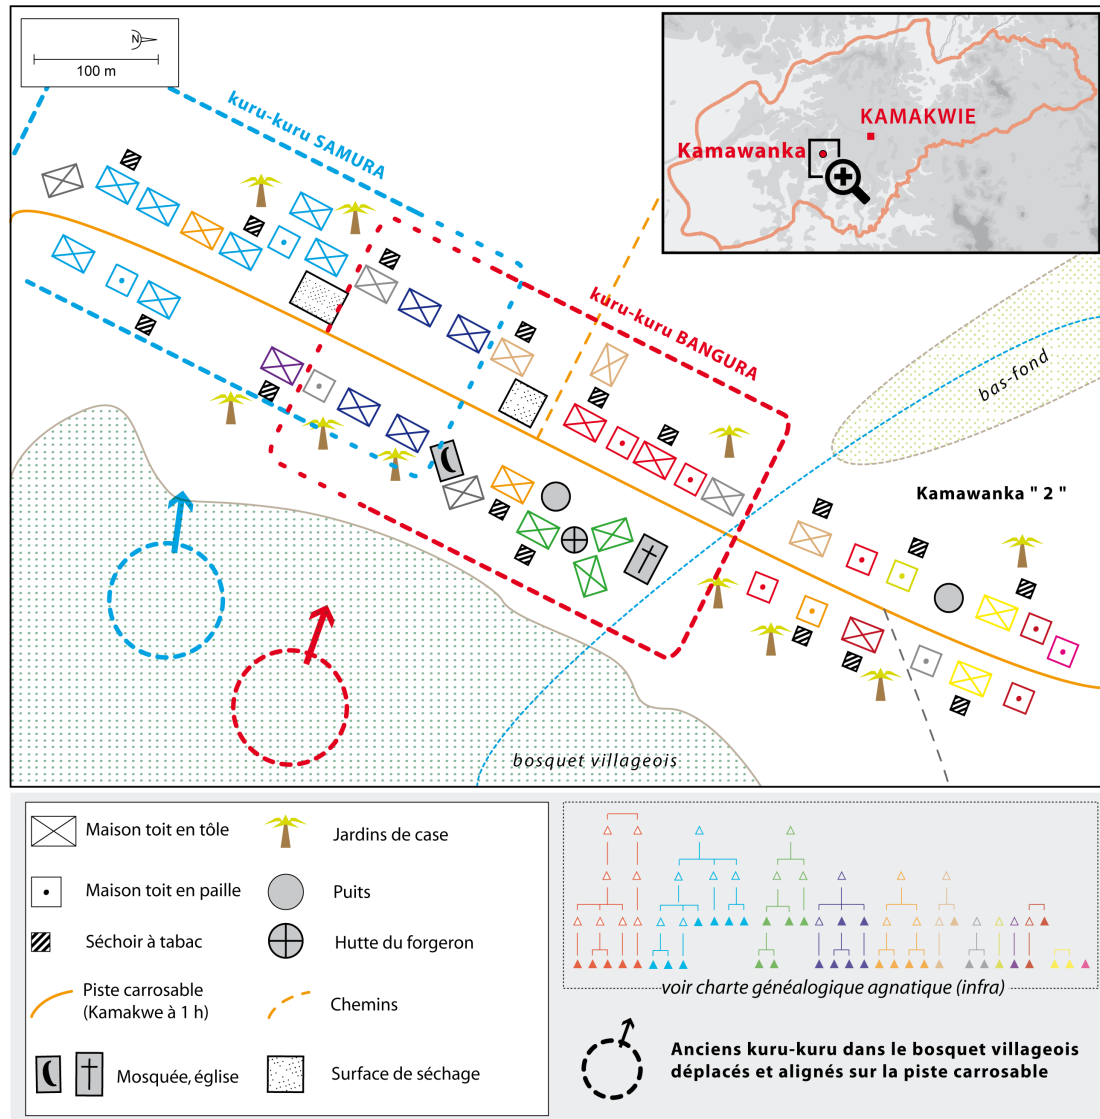 N
100 m
kuru-kuru SAMURA
KAMAKWIE
Kamawanka
kuru-kuru BANGURA
bas-fond
Kamawanka " 2 "
bosquet villageois
Maison toit en tôle
Jardins de case
Maison toit en paille
Puits
Séchoir à tabac
Hutte du forgeron
Piste carrosable
(Kamakwe à 1 h)
Chemins
Mosquée, église
Surface de séchage
voir charte généalogique agnatique (infra)
Anciens kuru-kuru dans le bosquet villageois
déplacés et alignés sur la piste carrosable